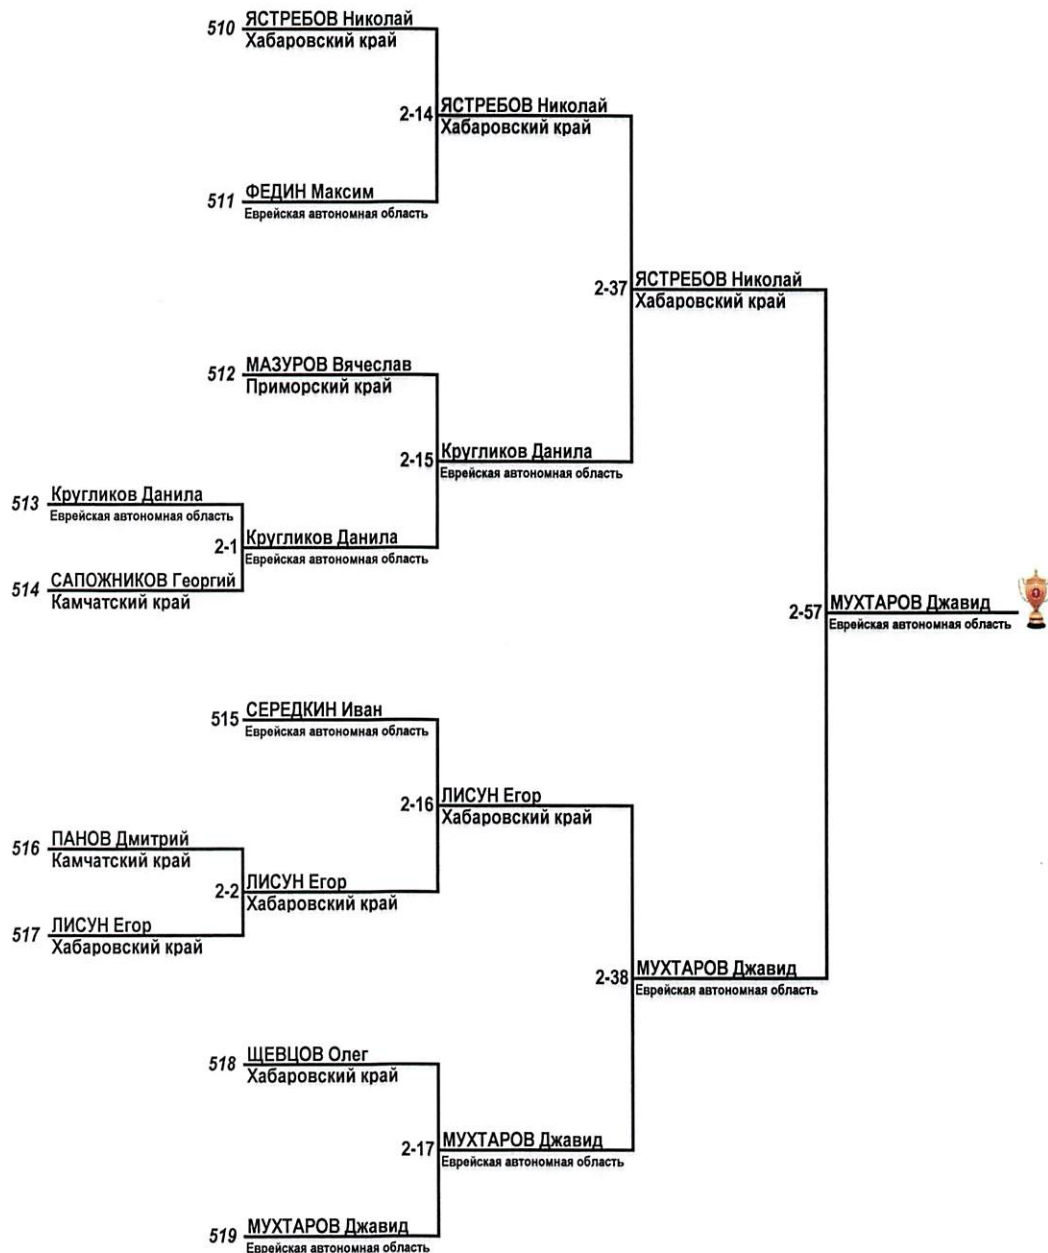 510 ЯСТРЕБОВ Николай
Хабаровский край
2-14 ЯСТРЕБОВ Николай
Хабаровский край
511 ФЕДИН Максим
Еврейская автономная область
2-37 ЯСТРЕБОВ Николай
Хабаровский край
512 МАЗУРОВ Вячеслав
Приморский край
2-15 Кругликов Данила
Еврейская автономная область
513 Кругликов Данила
Еврейская автономная область
2-1 Кругликов Данила
Еврейская автономная область
514 САПОЖНИКОВ Георгий
Камчатский край
2-57 МУХТАРОВ Джавид
Еврейская автономная область
515 СЕРЕДКИН Иван
Еврейская автономная область
2-16 ЛИСУН Егор
Хабаровский край
516 ПАНОВ Дмитрий
Камчатский край
2-2 ЛИСУН Егор
Хабаровский край
517 ЛИСУН Егор
Хабаровский край
2-38 МУХТАРОВ Джавид
Еврейская автономная область
518 ЩЕВЦОВ Олег
Хабаровский край
2-17 МУХТАРОВ Джавид
Еврейская автономная область
519 МУХТАРОВ Джавид
Еврейская автономная область